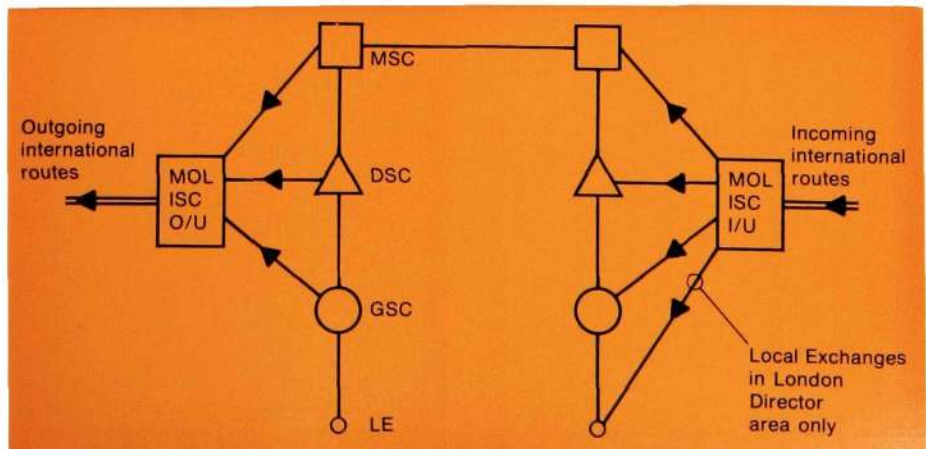 MSC
Outgoing
international
routes
MOL
ISC
O/U
DSC
GSC
LE
Incoming
international
routes
MOL
ISC
I/U
Local Exchanges
in London
Director
area only